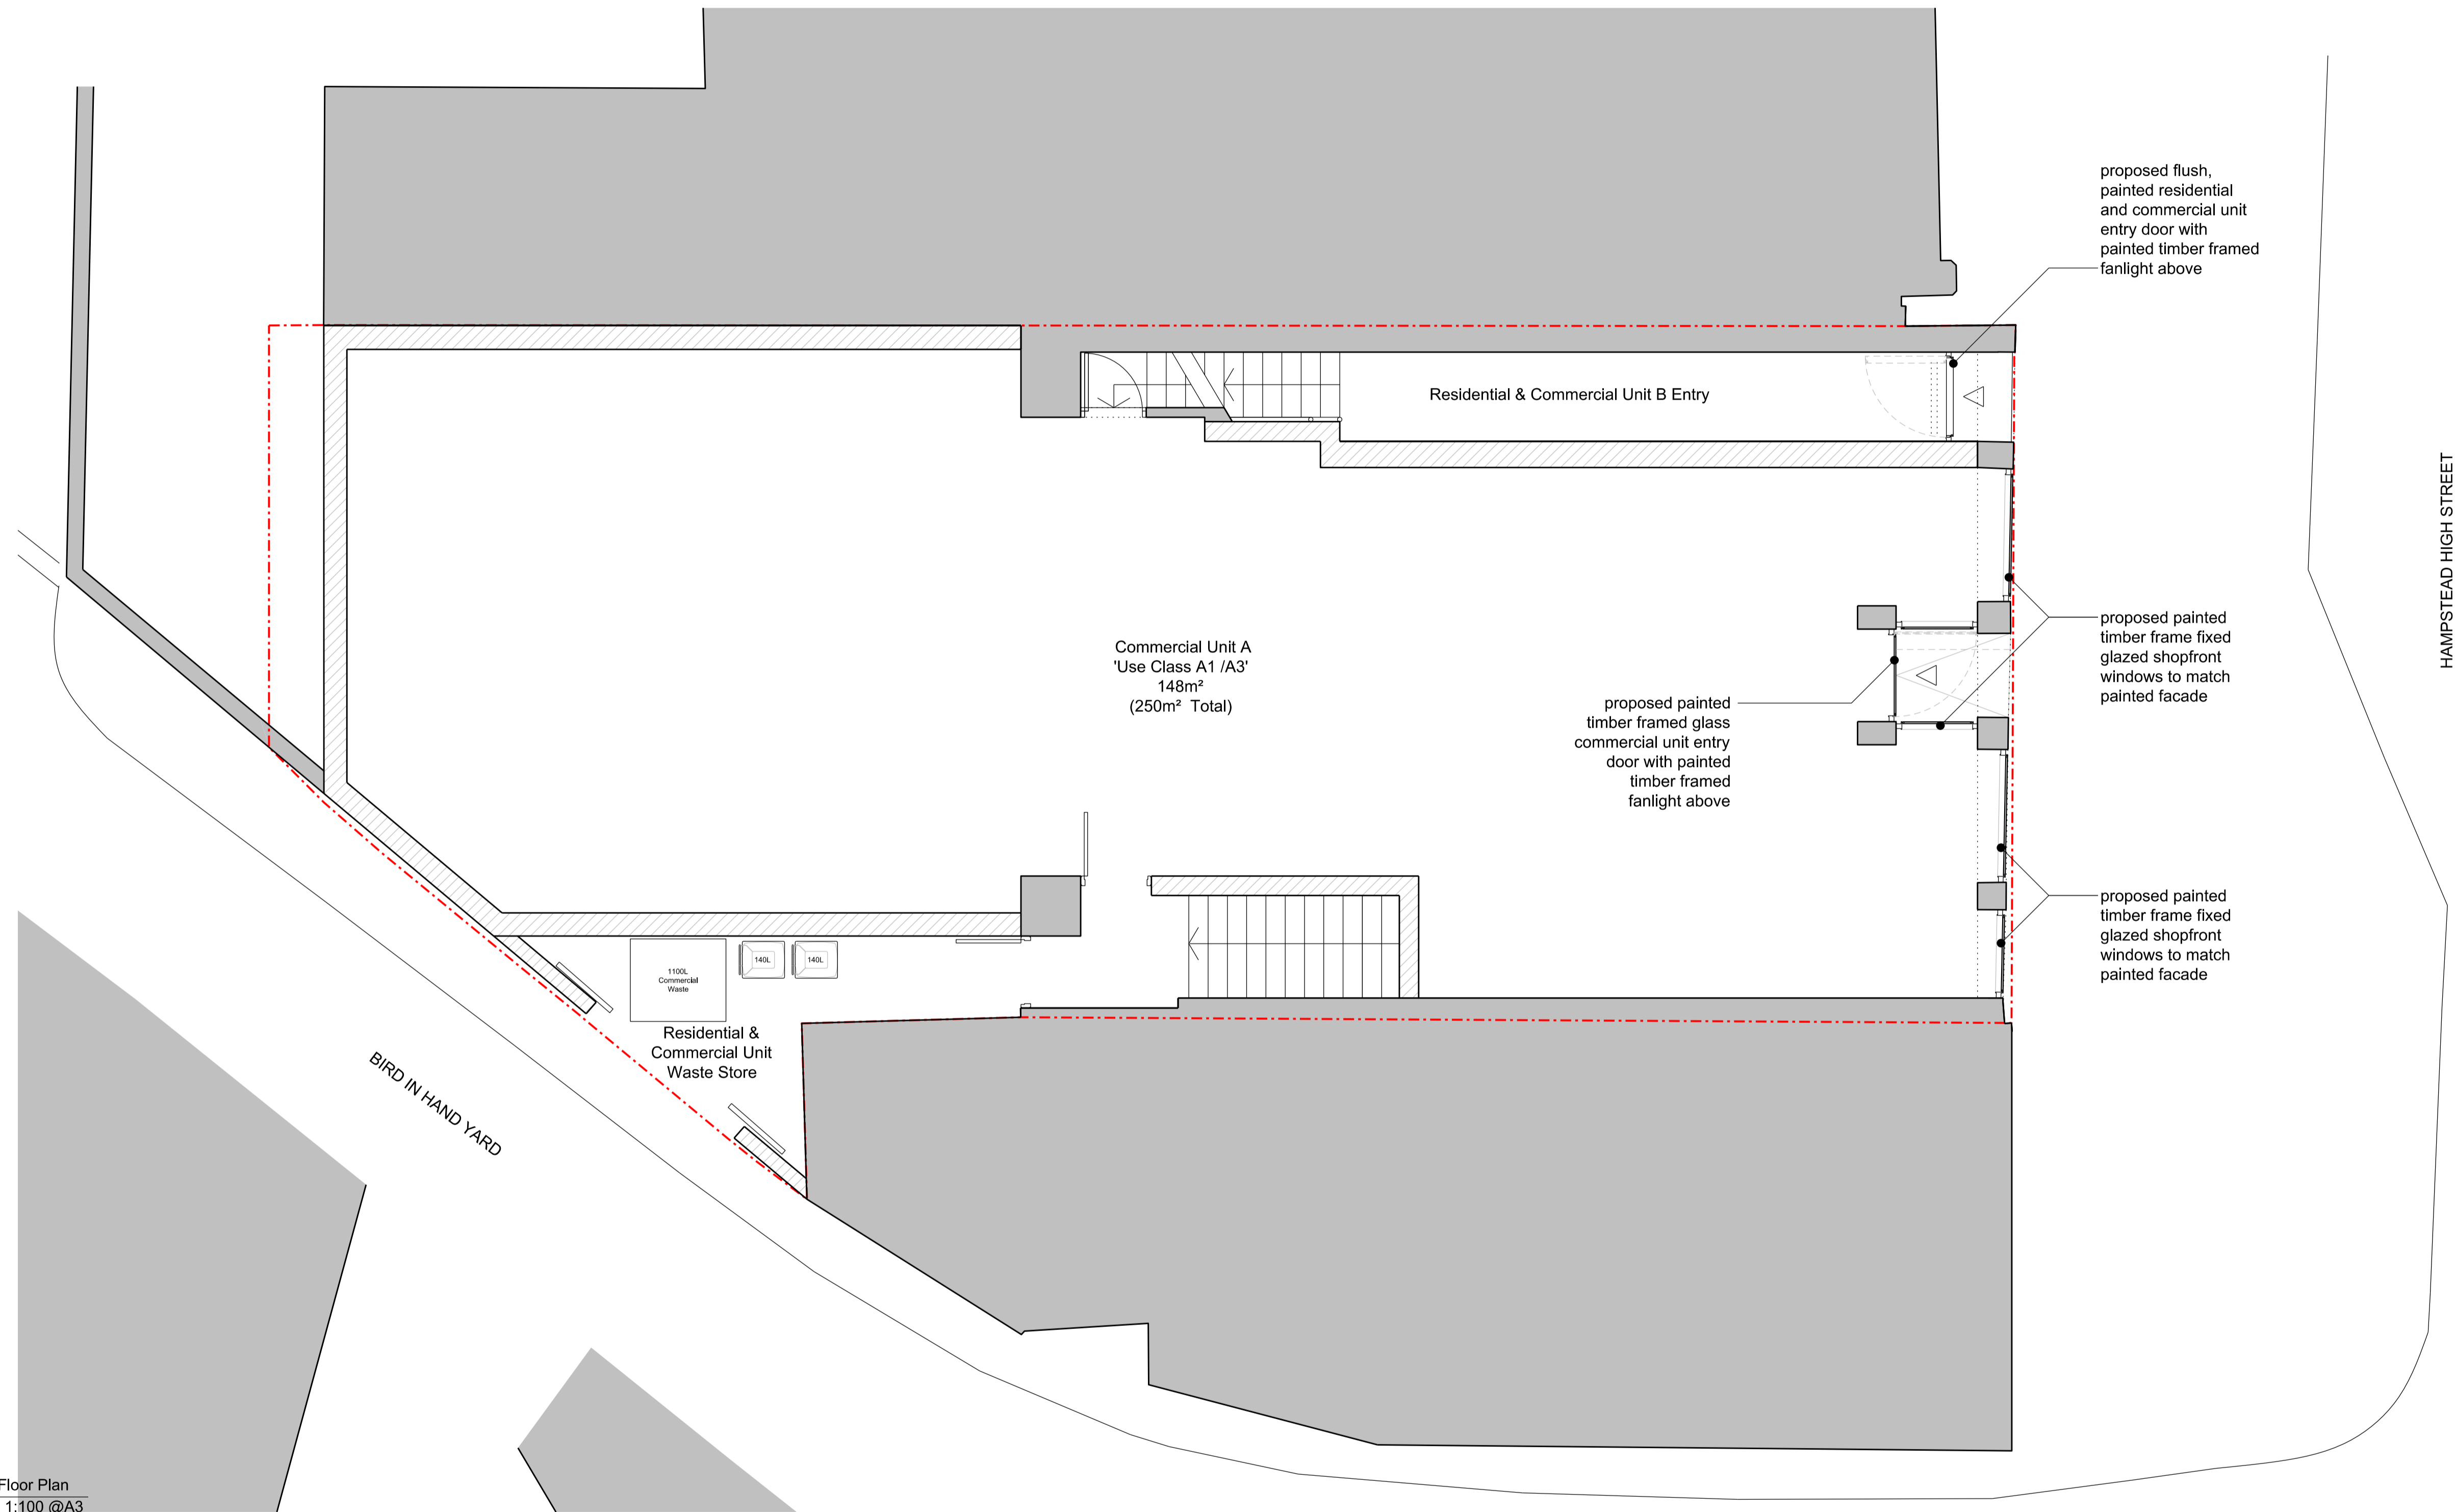 proposed flush,
painted residential
and commercial unit
entry door with
painted timber framed
fanlight above
Residential & Commercial Unit B Entry
HAMPSTEAD HIGH STREET
Commercial Unit A
'Use Class A1 /A3'
148m²
(250m² Total)
proposed painted
timber frame fixed
glazed shopfront
windows to match
painted facade
proposed painted
timber framed glass
commercial unit entry
door with painted
timber framed
fanlight above
proposed painted
timber frame fixed
glazed shopfront
windows to match
painted facade
1100L
Commercial
Waste
140L
140L
Residential &
Commercial Unit
Waste Store
BIRD IN HAND YARD
Floor Plan
1:100 @A3